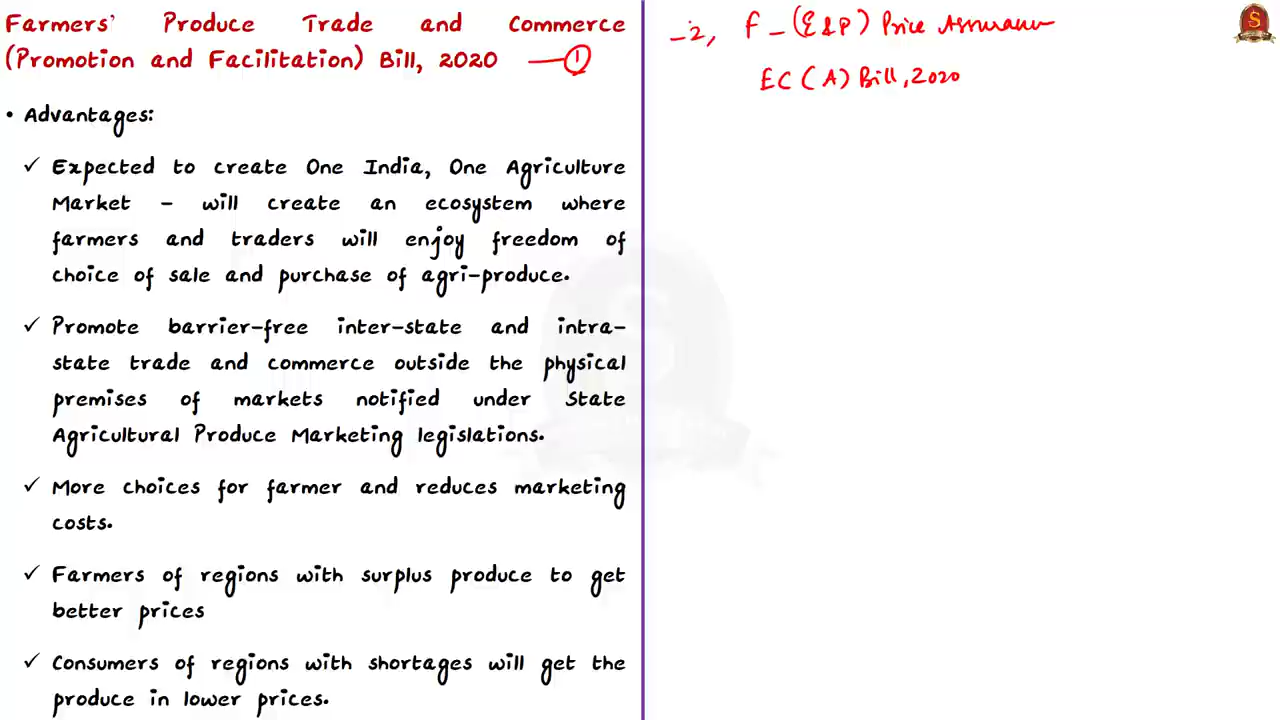 Farmers' Produce Trade and Commerce
(Promotion and Facilitation) Bill, 2020 — 1
• Advantages:
✓ Expected to create One India, One Agriculture
Market - will create an ecosystem where
farmers and traders will enjoy freedom of
choice of sale and purchase of agri-produce.
✓ Promote barrier-free inter-state and intra-
state trade and commerce outside the physical
premises of markets notified under State
Agricultural Produce Marketing legislations.
✓ More choices for farmer and reduces marketing
costs.
✓ Farmers of regions with surplus produce to get
better prices
✓ Consumers of regions with shortages will get the
produce in lower prices.
-2, F - (E&P) Price Assurance
EC (A) Bill, 2020
S